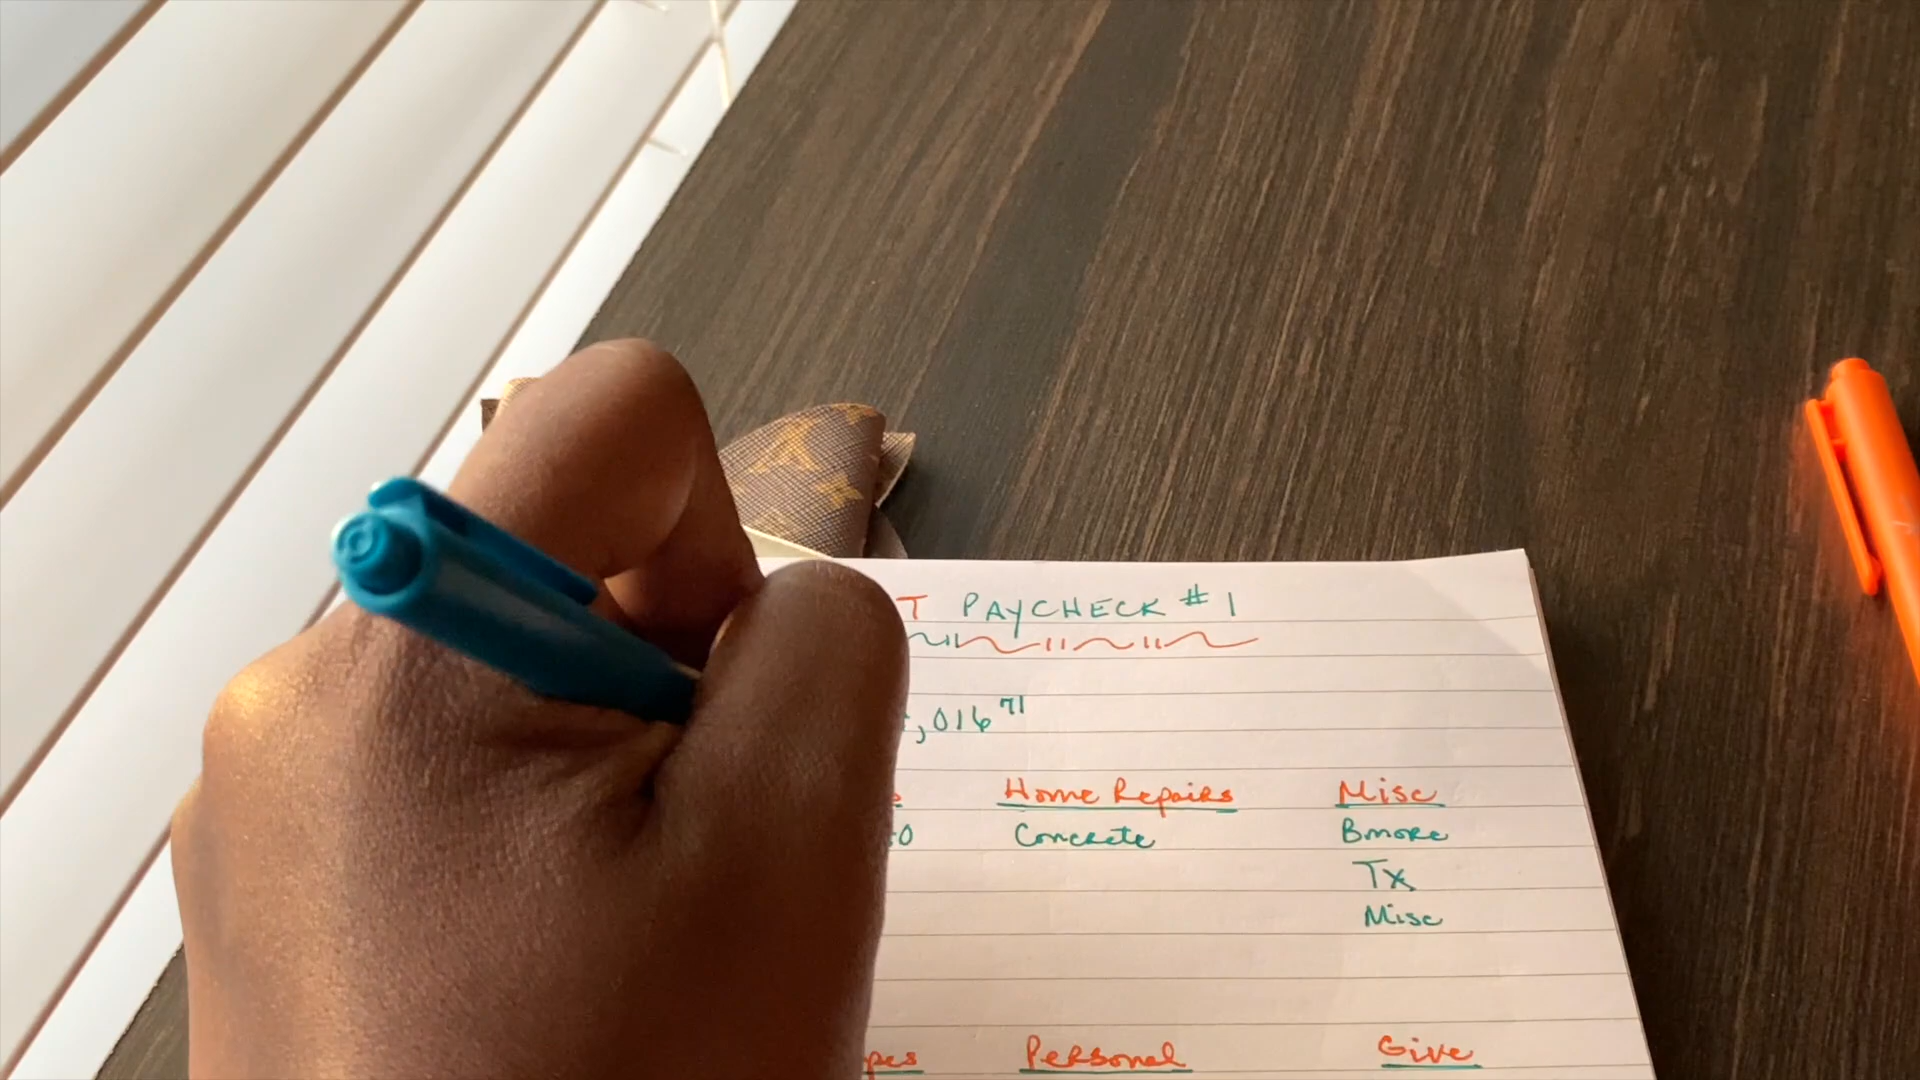 T PAYCHECK #1
,016 71
Home Repairs Misc
Concrete Bmore
Tx
Misc
Personal Give